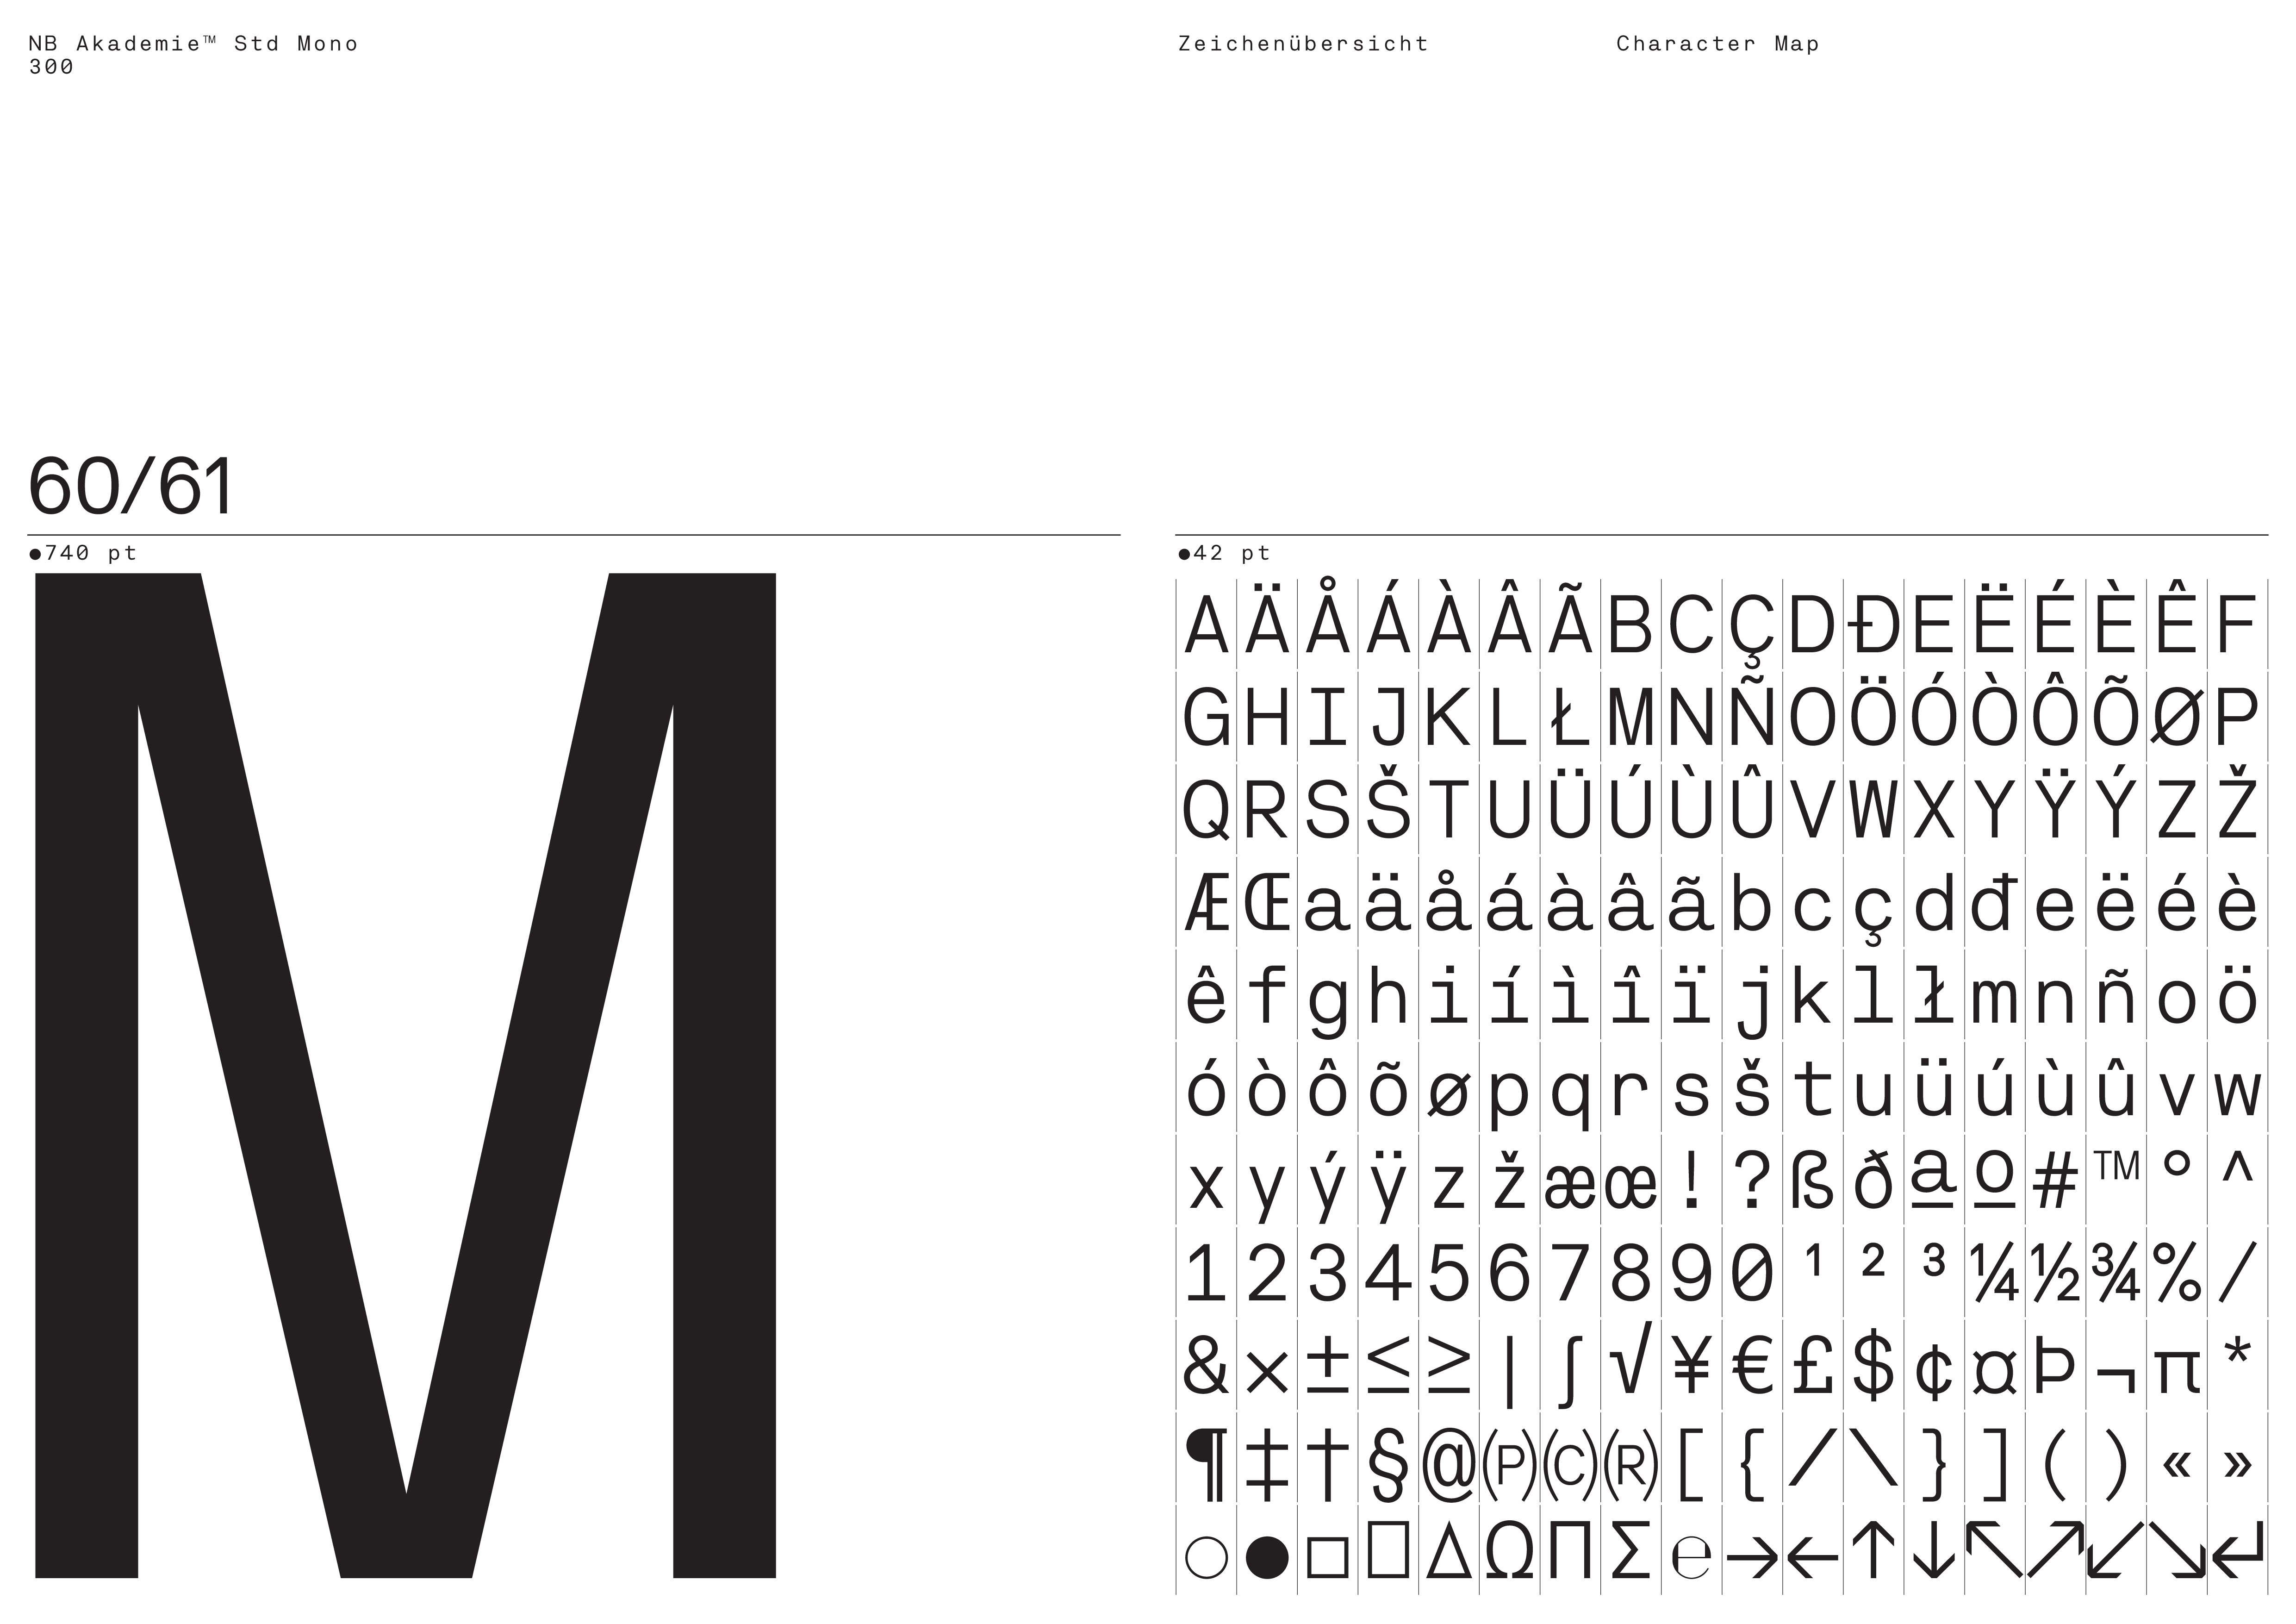 NB Akademie™ Std Mono
300
Zeichenübersicht
Character Map
60/61
●740 pt
M
●42 pt
A Ä Å Á À Â Ã B C Ç D Đ E Ë É È Ê F
G H I J K L Ł M N Ñ O Ö Ó Ò Ô Õ Ø P
Q R S Š T U Ü Ú Ù Û V W X Y Ÿ Ý Z Ž
Æ Œ a ä å á à â ã b c ç d đ e ë é è
ê f g h i í ì î ï j k l ł m n ñ o ö
ó ò ô õ ø p q r s š t u ü ú ù û v w
x y ý ÿ z ž æ œ ! ? ß ð ª º # ™ ° ^
1 2 3 4 5 6 7 8 9 0 ¹ ² ³ ¼ ½ ¾ % /
& × ± ≤ ≥ | ∫ √ ¥ € £ $ ¢ ¤ Þ ¬ π *
¶ ‡ † § @ ℗ © ® [ { / \ } ] ( ) « »
○ ● □ ▯ ∆ Ω ∏ ∑ ℮ → ← ↑ ↓ ↖ ↗ ↙ ↘ ↵